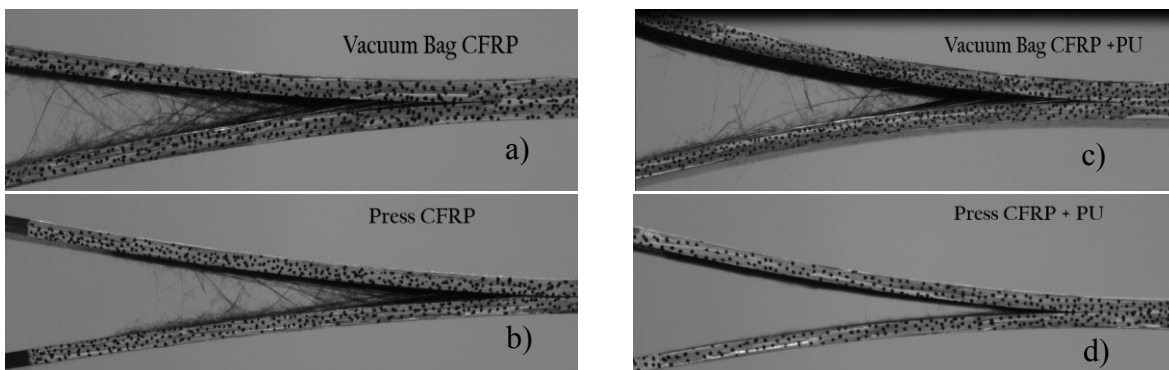 Vacuum Bag CFRP
a)
Press CFRP
b)
Vacuum Bag CFRP +PU
c)
Press CFRP + PU
d)